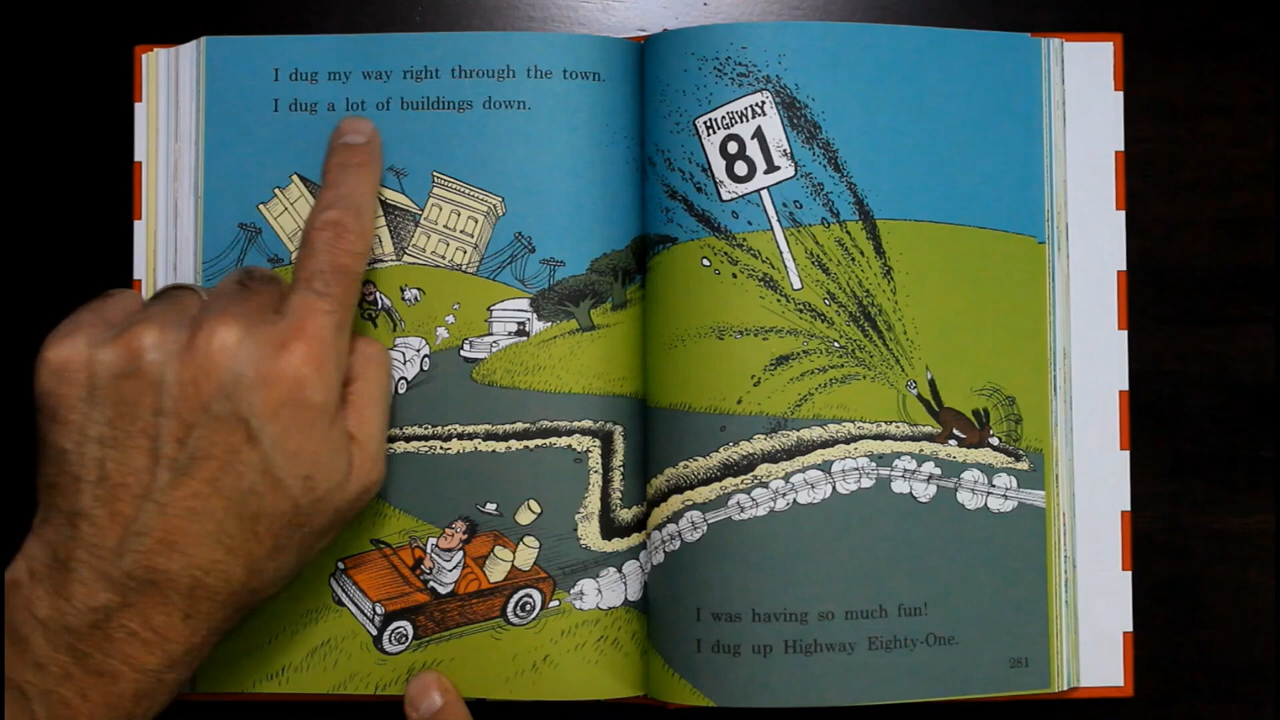 I dug my way right through the town.
I dug a lot of buildings down.
HIGHWAY
81
I was having so much fun!
I dug up Highway Eighty-One.
281